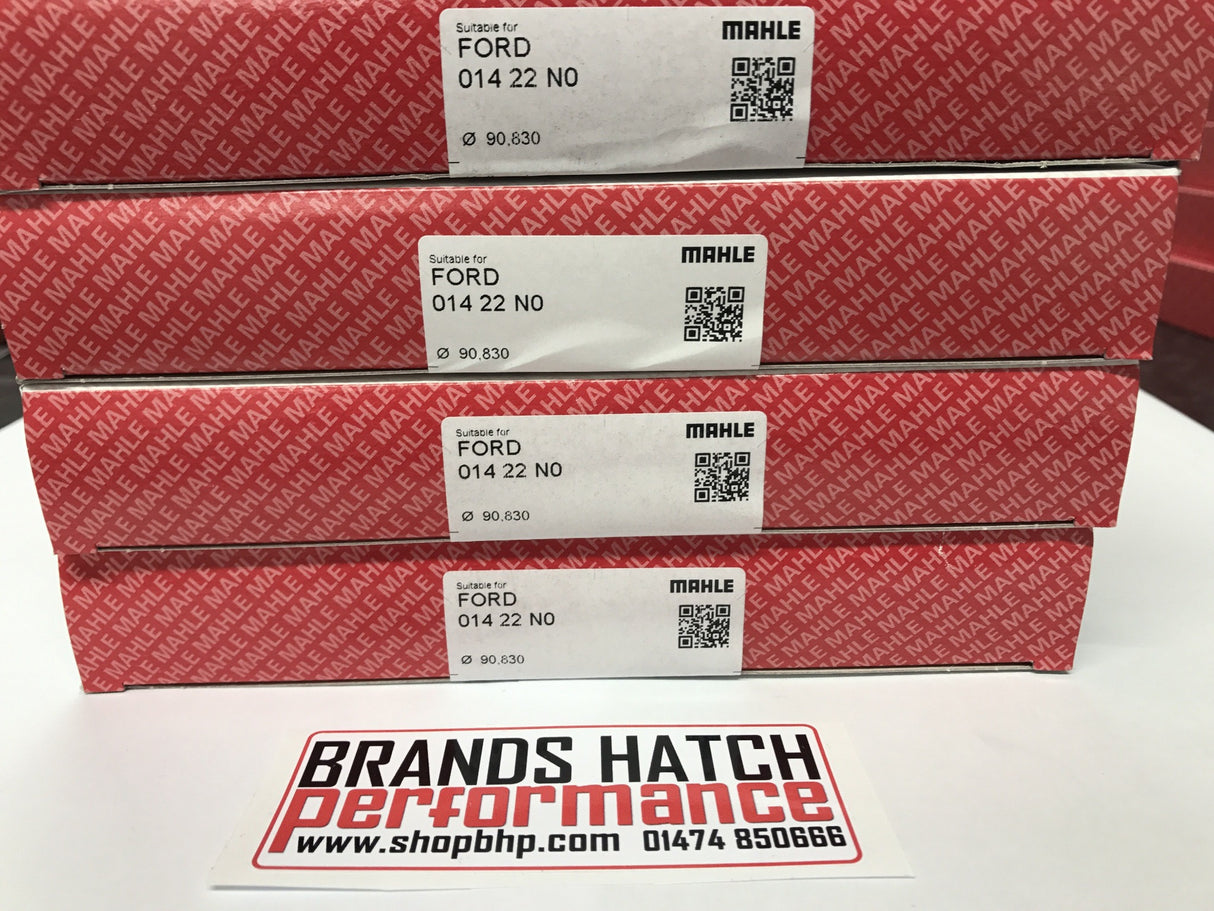 Suitable for
FORD
014 22 N0
Ø 90,830
MAHLE
Suitable for
FORD
014 22 N0
Ø 90,830
MAHLE
Suitable for
FORD
014 22 N0
Ø 90,830
MAHLE
Suitable for
FORD
014 22 N0
Ø 90,830
MAHLE
BRANDS HATCH
performance
www.shopbhp.com 01474 850666